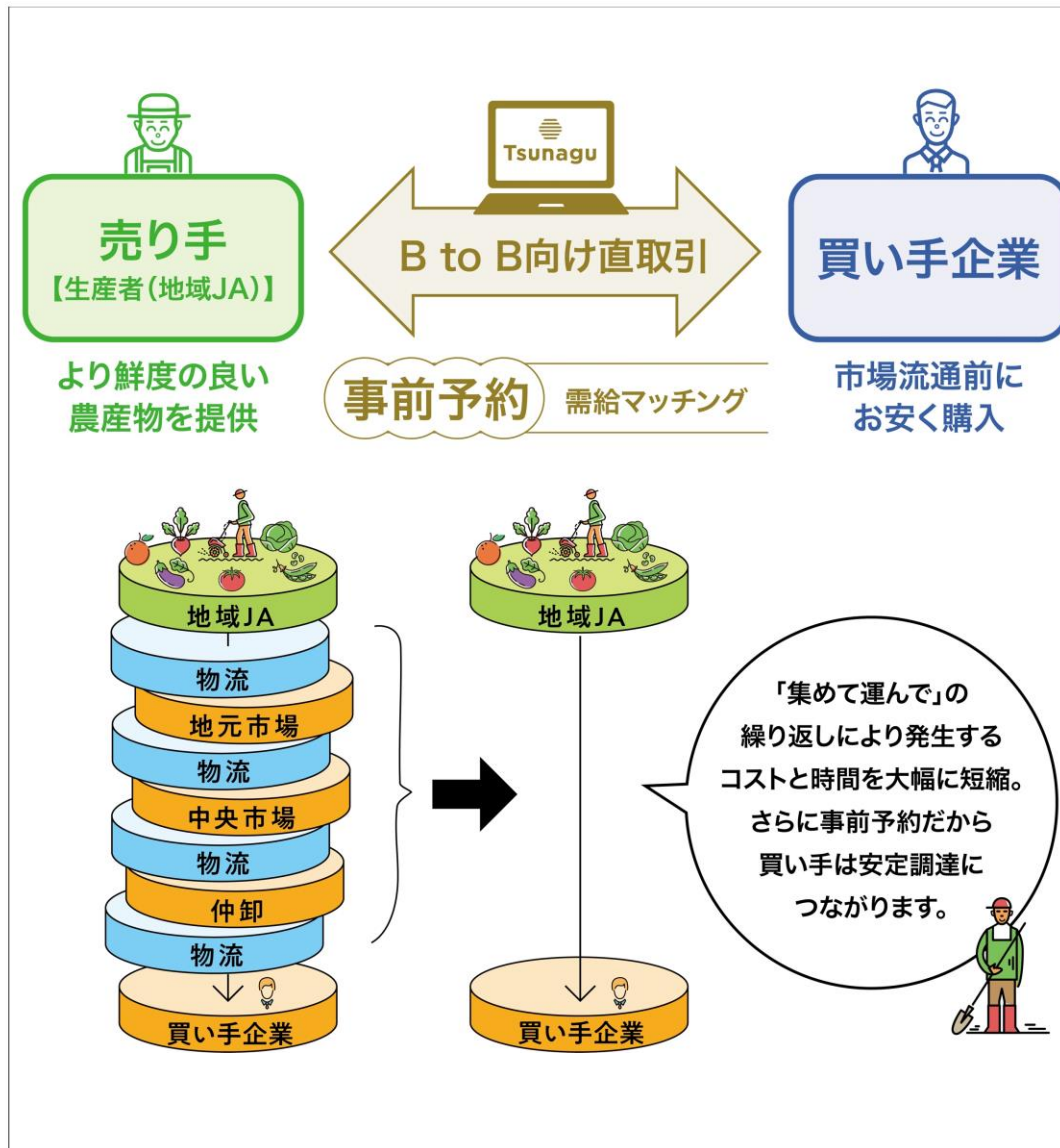 Tsunagu
売り手
【生産者（地域JA）】
B to B向け直取引
買い手企業
より鮮度の良い
農産物を提供
事前予約
需給マッチング
市場流通前に
お安く購入
地域JA
物流
地元市場
物流
中央市場
物流
仲卸
物流
買い手企業
地域JA
買い手企業
「集めて運んで」の
繰り返しにより発生する
コストと時間を大幅に短縮。
さらに事前予約だから
買い手は安定調達に
つながります。